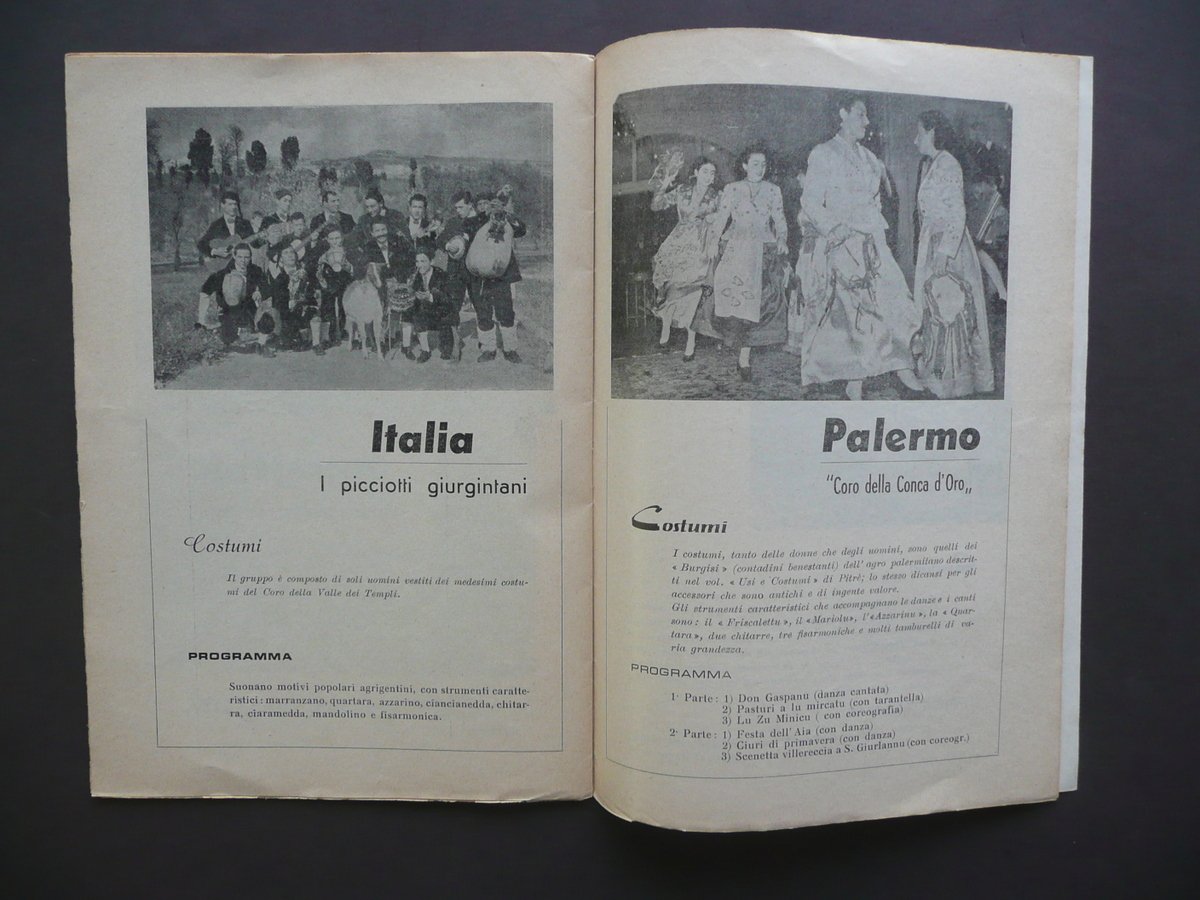 Italia
I picciotti giurgintani
Costumi
Il gruppo è composto di soli uomini vestiti dei medesimi costu-
mi del Coro della Valle dei Templi.
PROGRAMMA
Suonano motivi popolari agrigentini, con strumenti caratte-
ristici: marranzano, quartara, azzarino, ciancianedda, chitar-
ra, ciaramedda, mandolino e fisarmonica.
Palermo
"Coro della Conca d'Oro„
Costumi
I costumi, tanto delle donne che degli uomini, sono quelli dei
« Burgisi » (contadini benestanti) dell' agro palermitano descrit-
ti nel vol. « Usi e Costumi » di Pitrè; lo stesso dicansi per gli
accessori che sono antichi e di ingente valore.
Gli strumenti caratteristici che accompagnano le danze e i canti
sono: il « Friscalettu », il «Mariolu», l'«Azzarinu», la « Quar-
tara», due chitarre, tre fisarmoniche e molti tamburelli di va-
ria grandezza.
PROGRAMMA
1ª Parte: 1) Don Gaspanu (danza cantata)
2) Pasturi a lu mircatu (con tarantella)
3) Lu Zu Minicu ( con coreografia)
2ª Parte: 1) Festa dell'Aia (con danza)
2) Ciuri di primavera (con danza)
3) Scenetta villereccia a S. Giurlannu (con coreogr.)